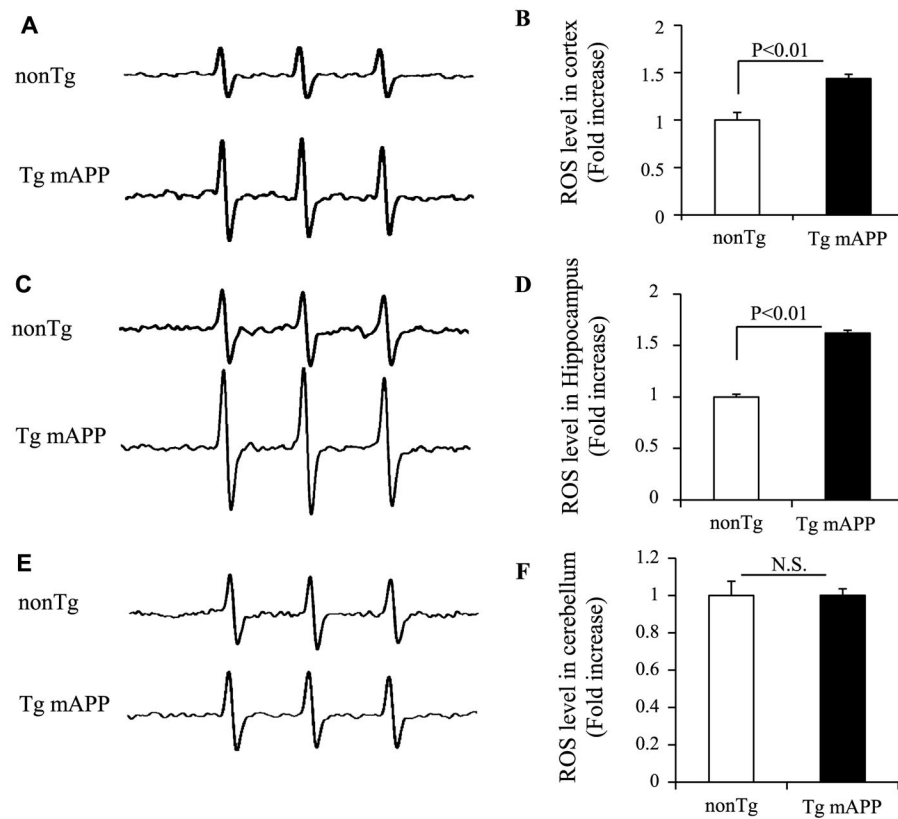 A
nonTg
Tg mAPP
B
ROS level in cortex
(Fold increase)
2
1.5
1
0.5
0
P<0.01
nonTg
Tg mAPP
C
nonTg
Tg mAPP
D
ROS level in Hippocampus
(Fold increase)
2
1.5
1
0.5
0
P<0.01
nonTg
Tg mAPP
E
nonTg
Tg mAPP
F
ROS level in cerebellum
(Fold increase)
1.2
1
0.8
0.6
0.4
0.2
0
N.S.
nonTg
Tg mAPP